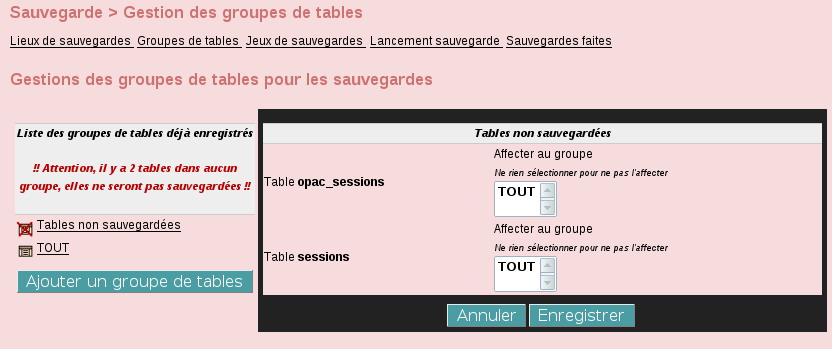 Sauvegarde > Gestion des groupes de tables
Lieux de sauvegardes Groupes de tables Jeux de sauvegardes Lancement sauvegarde Sauvegardes faites
Gestions des groupes de tables pour les sauvegardes
Liste des groupes de tables déjà enregistrés
!! Attention, il y a 2 tables dans aucun
groupe, elles ne seront pas sauvegardées !!
Tables non sauvegardées
TOUT
Ajouter un groupe de tables
Tables non sauvegardées
Table opac_sessions
Affecter au groupe
Ne rien sélectionner pour ne pas l'affecter
TOUT
Table sessions
Affecter au groupe
Ne rien sélectionner pour ne pas l'affecter
TOUT
Annuler Enregistrer